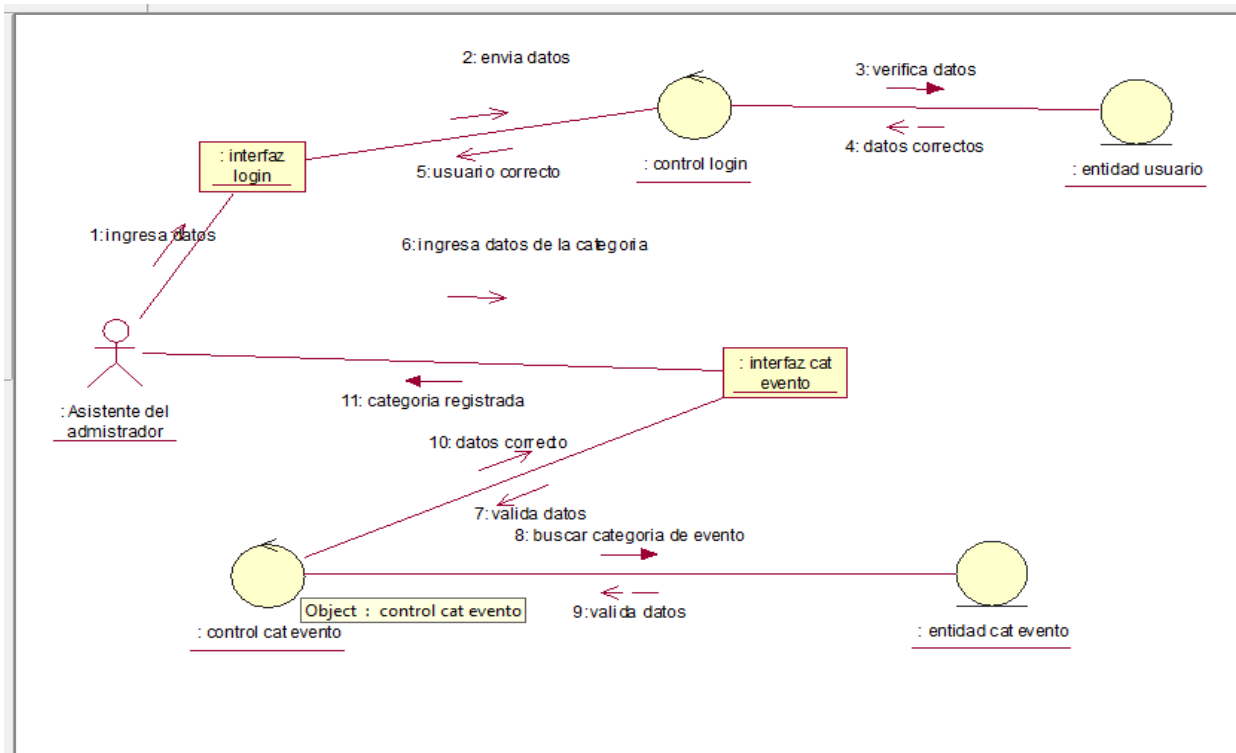 2: envia datos
3: verifica datos
: interfaz
login
5: usuario correcto
: control login
4: datos correctos
: entidad usuario
1: ingresa datos
6: ingresa datos de la categoria
: interfaz cat
evento
11: categoria registrada
: Asistente del
admistrador
10: datos correcto
7: valida datos
8: buscar categoria de evento
Object : control cat evento
9: valida datos
: control cat evento
: entidad cat evento